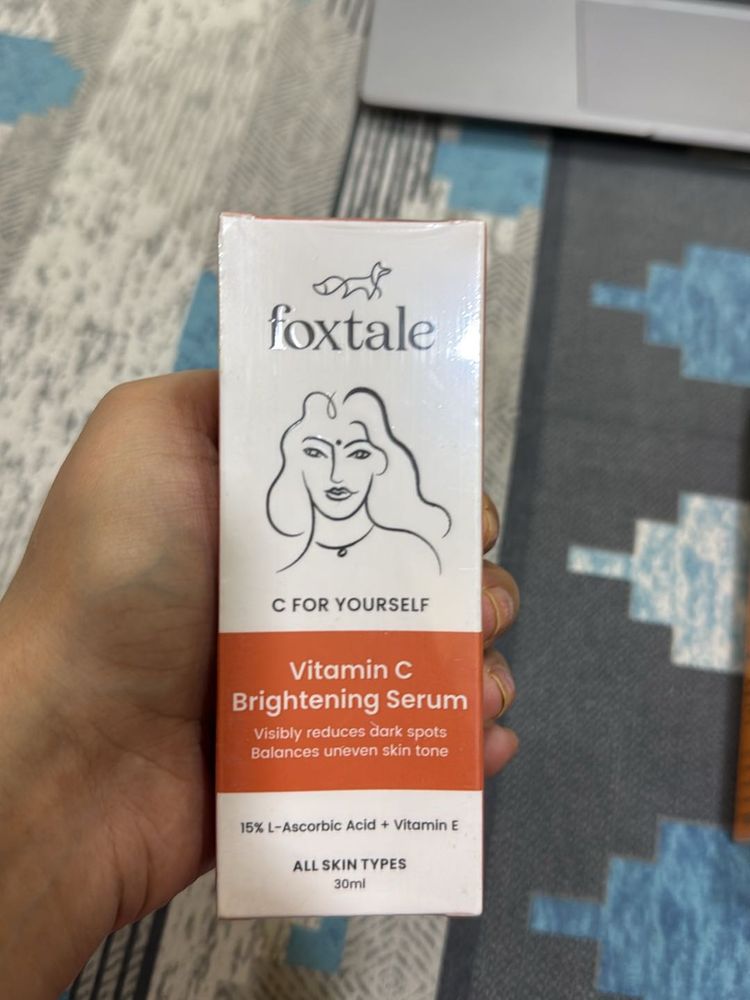 foxtale
C FOR YOURSELF
Vitamin C
Brightening Serum
Visibly reduces dark spots
Balances uneven skin tone
15% L-Ascorbic Acid + Vitamin E
ALL SKIN TYPES
30ml